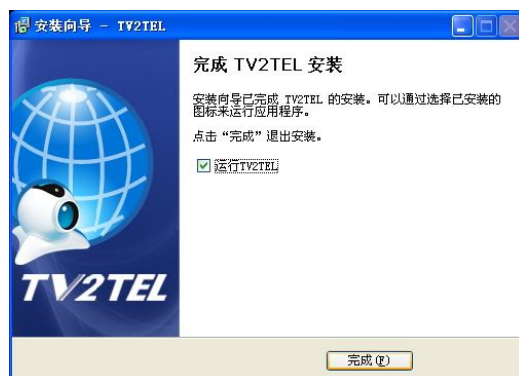 安装向导 - TV2TEL
完成 TV2TEL 安装
安装向导已完成 TV2TEL 的安装。可以通过选择已安装的
图标来运行应用程序。
点击“完成”退出安装。
运行TV2TEL
TV2TEL
完成(F)